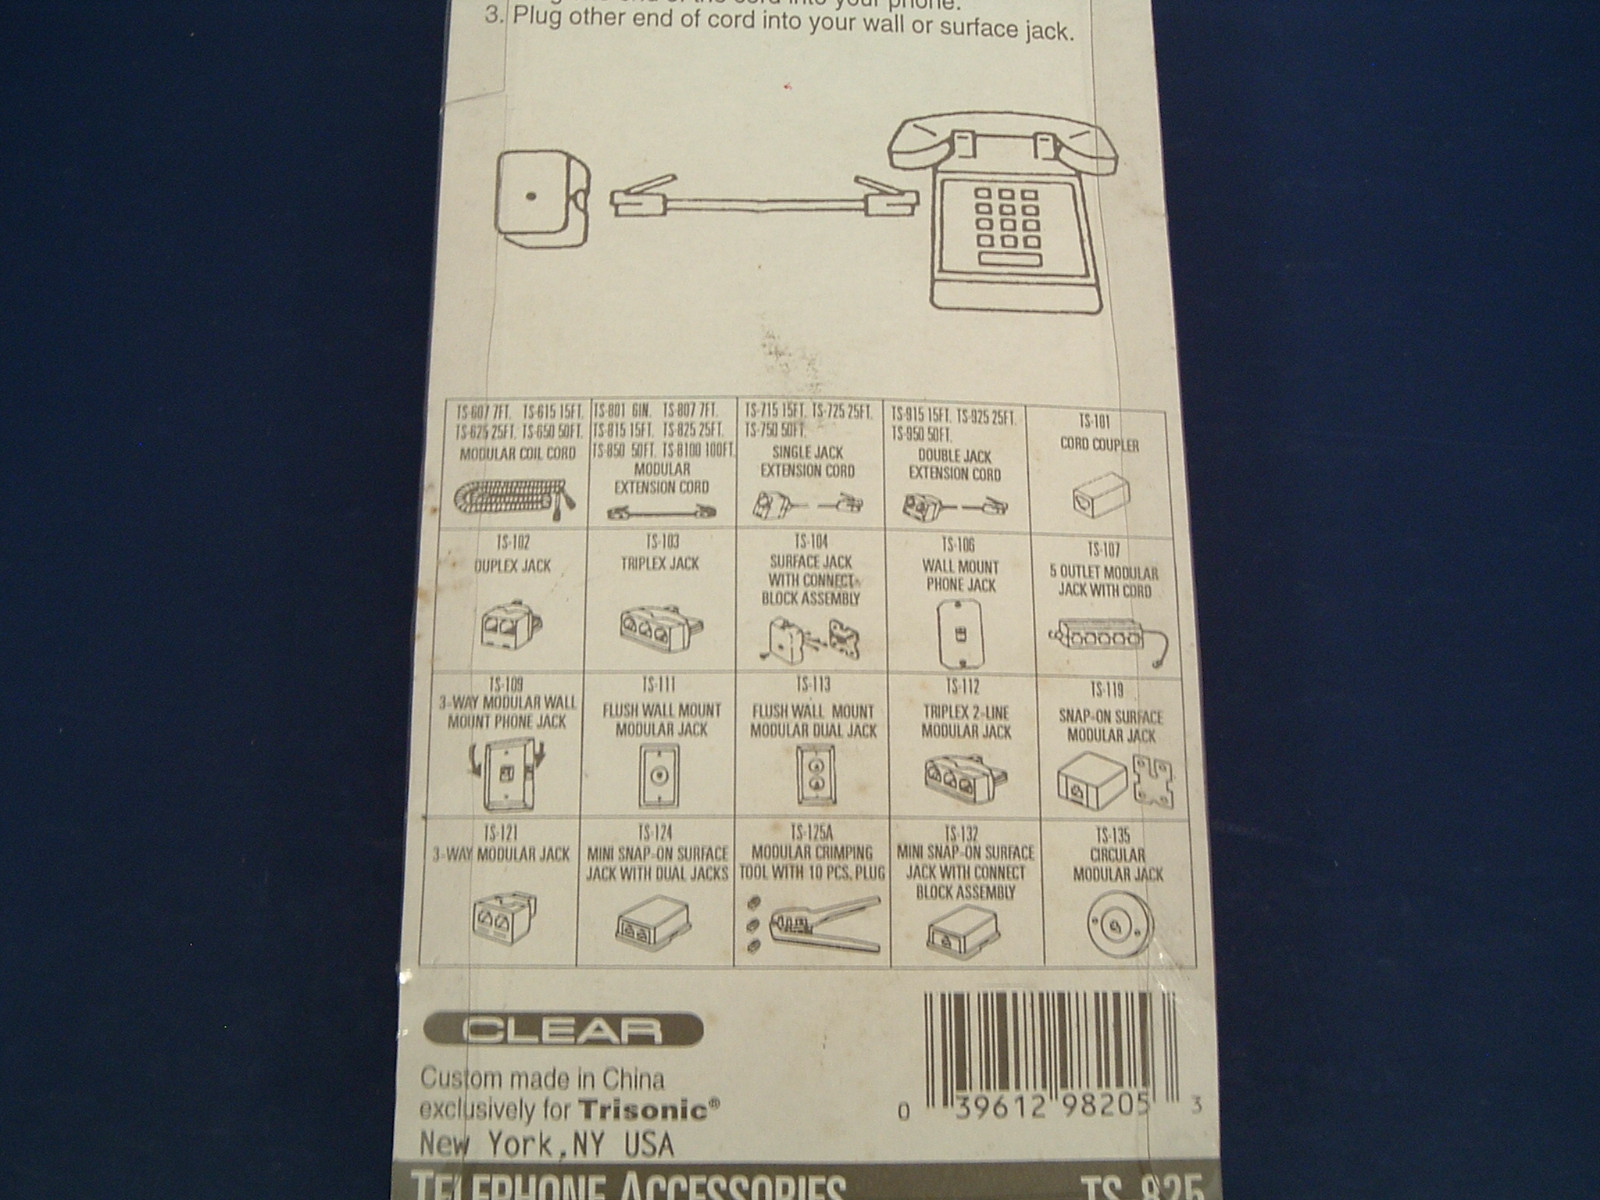 3. Plug other end of cord into your wall or surface jack.
TS-607 7FT. TS-615 15FT.
TS-625 25FT. TS-650 50FT.
MODULAR COIL CORD
TS-801 6IN. TS-807 7FT.
TS-815 15FT. TS-825 25FT.
TS-850 50FT. TS-8100 100FT.
MODULAR
EXTENSION CORD
TS-715 15FT. TS-725 25FT.
TS-750 50FT.
SINGLE JACK
EXTENSION CORD
TS-915 15FT. TS-925 25FT.
TS-950 50FT.
DOUBLE JACK
EXTENSION CORD
TS-101
CORD COUPLER
TS-102
DUPLEX JACK
TS-103
TRIPLEX JACK
TS-104
SURFACE JACK
WITH CONNECT-
BLOCK ASSEMBLY
TS-106
WALL MOUNT
PHONE JACK
TS-107
5 OUTLET MODULAR
JACK WITH CORD
TS-109
3-WAY MODULAR WALL
MOUNT PHONE JACK
TS-111
FLUSH WALL MOUNT
MODULAR JACK
TS-113
FLUSH WALL MOUNT
MODULAR DUAL JACK
TS-112
TRIPLEX 2-LINE
MODULAR JACK
TS-119
SNAP-ON SURFACE
MODULAR JACK
TS-121
3-WAY MODULAR JACK
TS-124
MINI SNAP-ON SURFACE
JACK WITH DUAL JACKS
TS-125A
MODULAR CRIMPING
TOOL WITH 10 PCS. PLUG
TS-132
MINI SNAP-ON SURFACE
JACK WITH CONNECT
BLOCK ASSEMBLY
TS-135
CIRCULAR
MODULAR JACK
CLEAR
Custom made in China
exclusively for Trisonic®
New York,NY USA
0 39612 98205 3
TELEPHONE ACCESSORIES TS-825